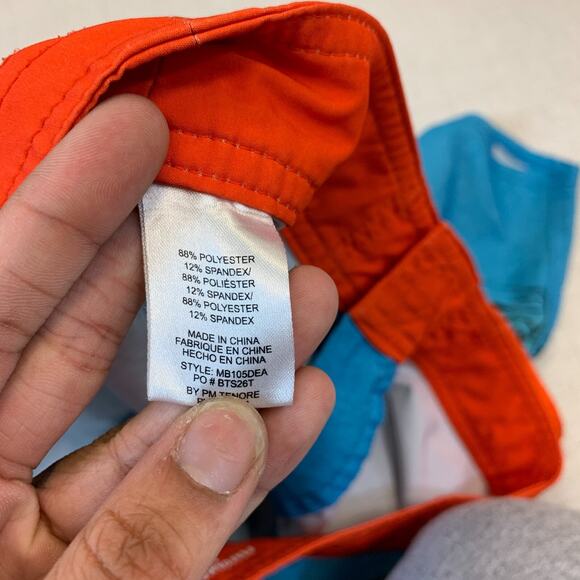 88% POLYESTER
12% SPANDEX/
88% POLIÉSTER
12% SPANDEX/
88% POLYESTER
12% SPANDEX
MADE IN CHINA
FABRIQUE EN CHINE
HECHO EN CHINA
STYLE: MB105DEA
PO # BTS26T
BY PM TENORE